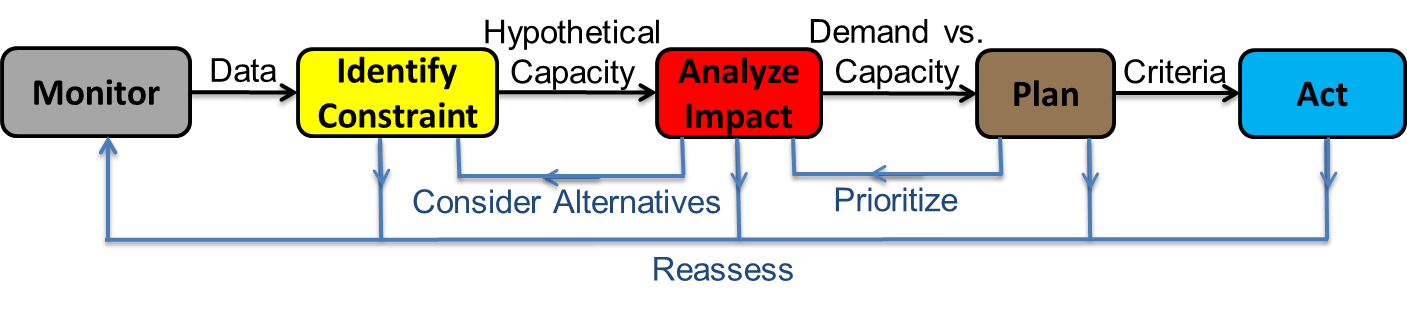 Monitor
Data
Identify
Constraint
Hypothetical
Capacity
Analyze
Impact
Demand vs.
Capacity
Plan
Criteria
Act
Consider Alternatives
Prioritize
Reassess